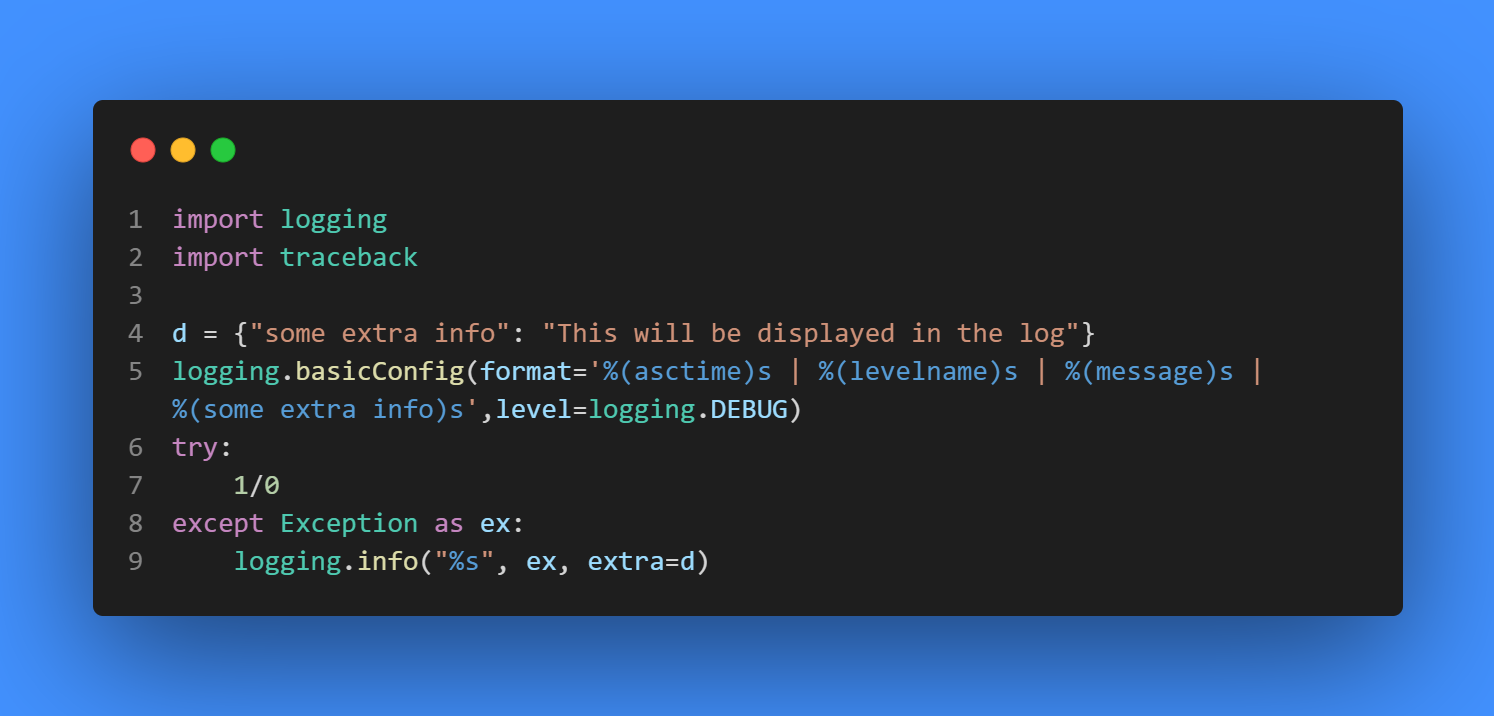 1 import logging
2 import traceback
3
4 d = {"some extra info": "This will be displayed in the log"}
5 logging.basicConfig(format='%(asctime)s | %(levelname)s | %(message)s |
%(some extra info)s',level=logging.DEBUG)
6 try:
7     1/0
8 except Exception as ex:
9     logging.info("%s", ex, extra=d)